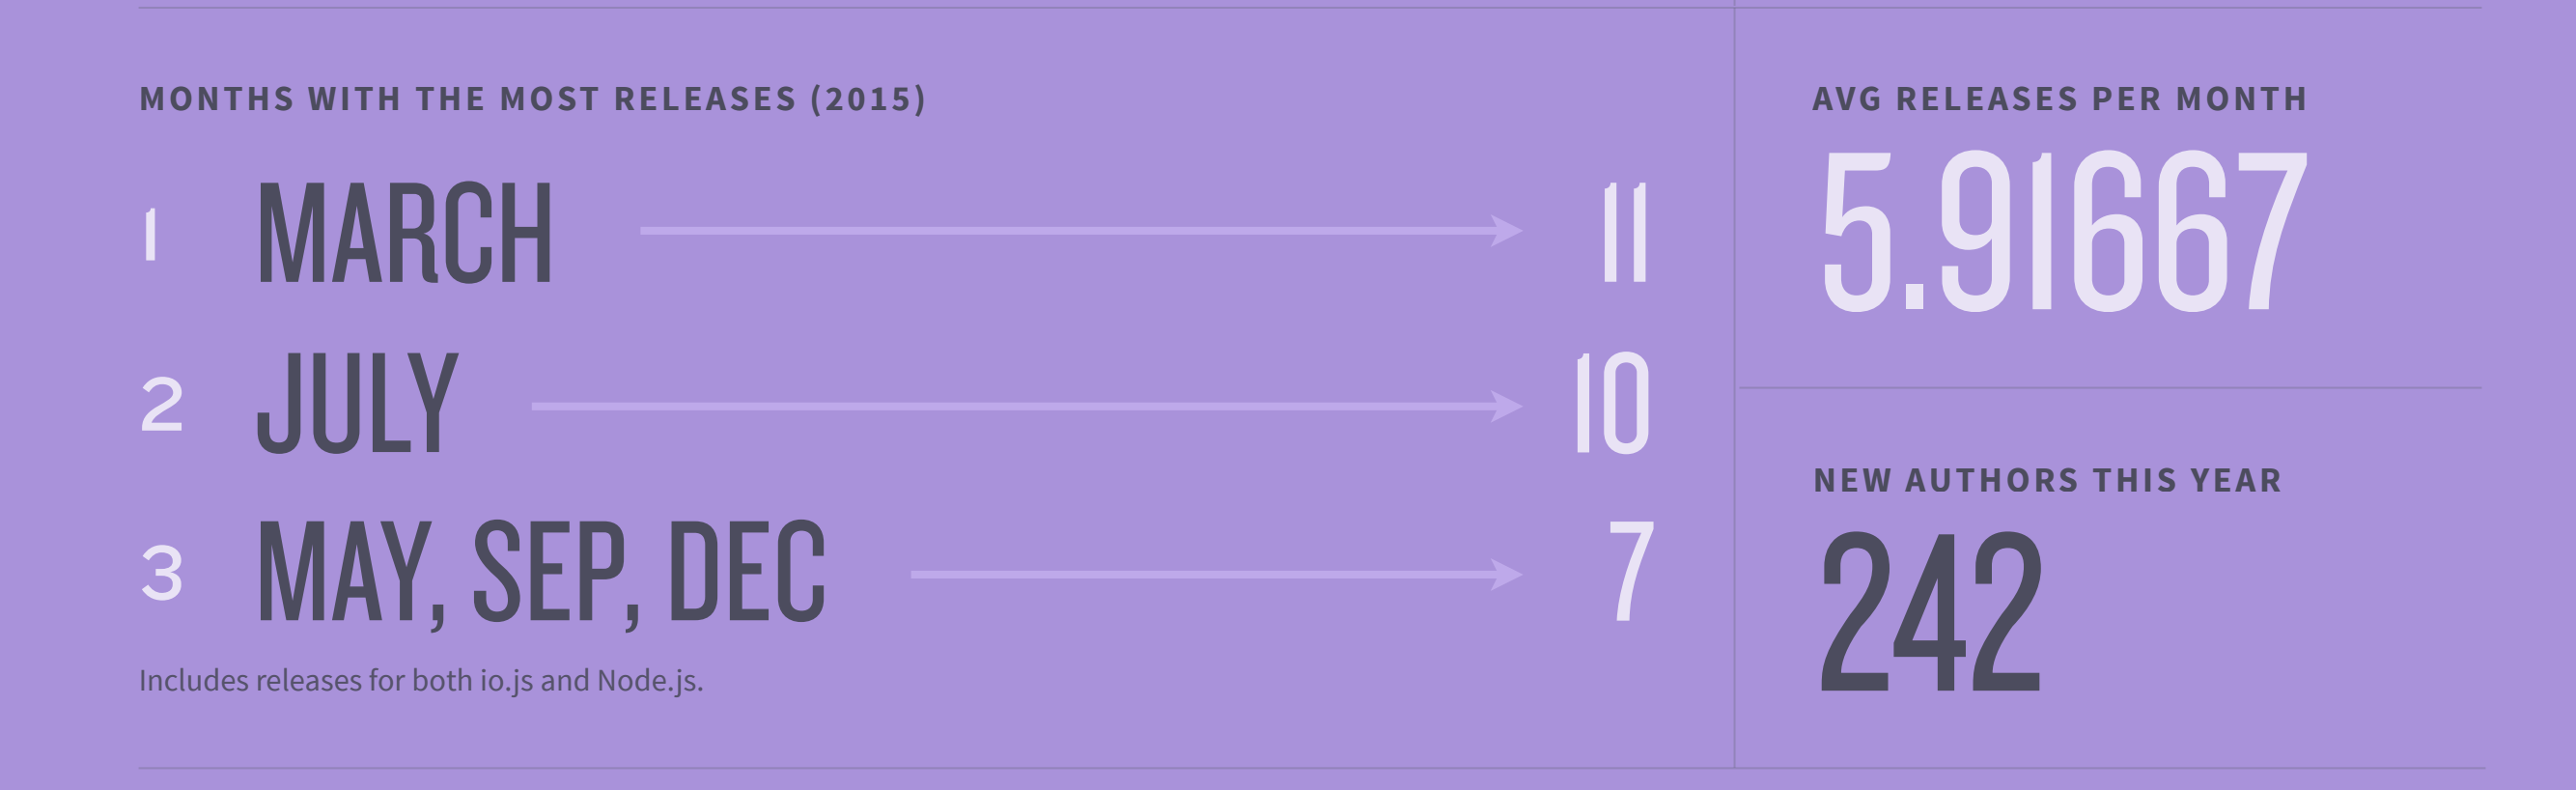 MONTHS WITH THE MOST RELEASES (2015)
1 MARCH 11
2 JULY 10
3 MAY, SEP, DEC 7
Includes releases for both io.js and Node.js.
AVG RELEASES PER MONTH
5.91667
NEW AUTHORS THIS YEAR
242